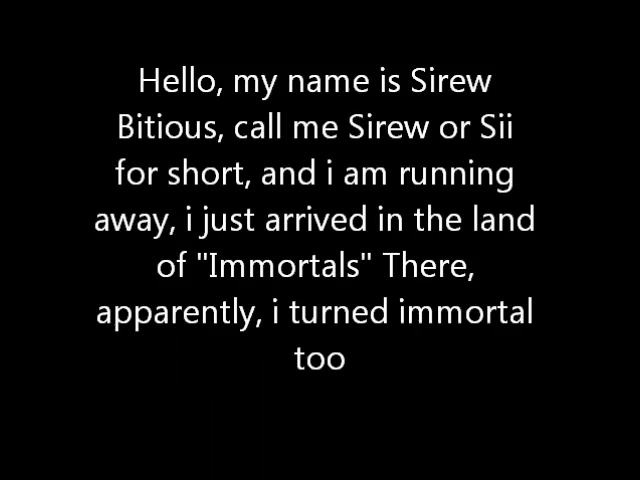 Hello, my name is Sirew
Bitious, call me Sirew or Sii
for short, and i am running
away, i just arrived in the land
of "Immortals" There,
apparently, i turned immortal
too